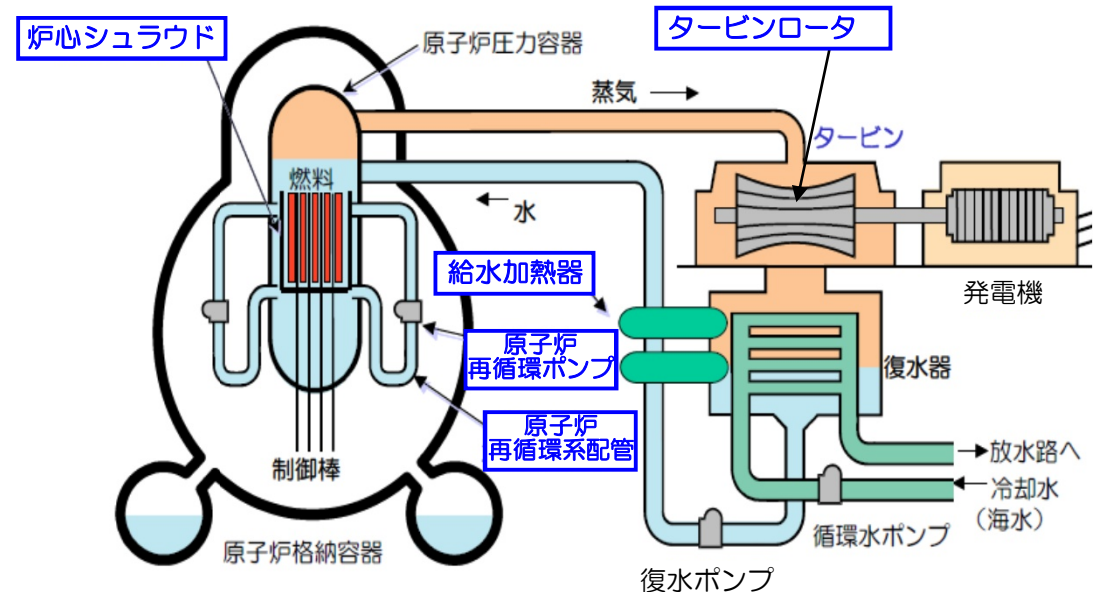 炉心シュラウド
原子炉圧力容器
タービンロータ
蒸気
タービン
燃料
水
給水加熱器
発電機
原子炉
再循環ポンプ
復水器
原子炉
再循環系配管
制御棒
放水路へ
冷却水
(海水)
循環水ポンプ
原子炉格納容器
復水ポンプ